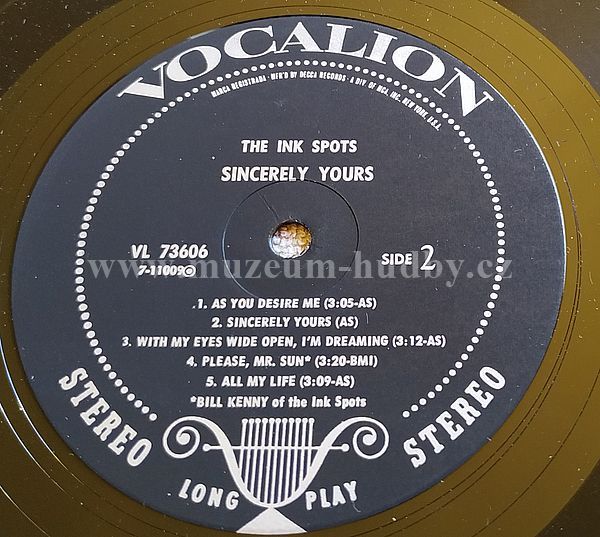 VOCALION
MARCA REGISTRADA · MFR'D BY DECCA RECORDS · A DIV. OF MCA, INC. NEW YORK, U.S.A.
THE INK SPOTS
SINCERELY YOURS
VL 73606
7-11009
SIDE 2
www.muzeum-hudby.cz
1. AS YOU DESIRE ME (3:05-AS)
2. SINCERELY YOURS (AS)
3. WITH MY EYES WIDE OPEN, I'M DREAMING (3:12-AS)
4. PLEASE, MR. SUN* (3:20-BMI)
5. ALL MY LIFE (3:09-AS)
*BILL KENNY of the Ink Spots
STEREO
LONG PLAY
STEREO